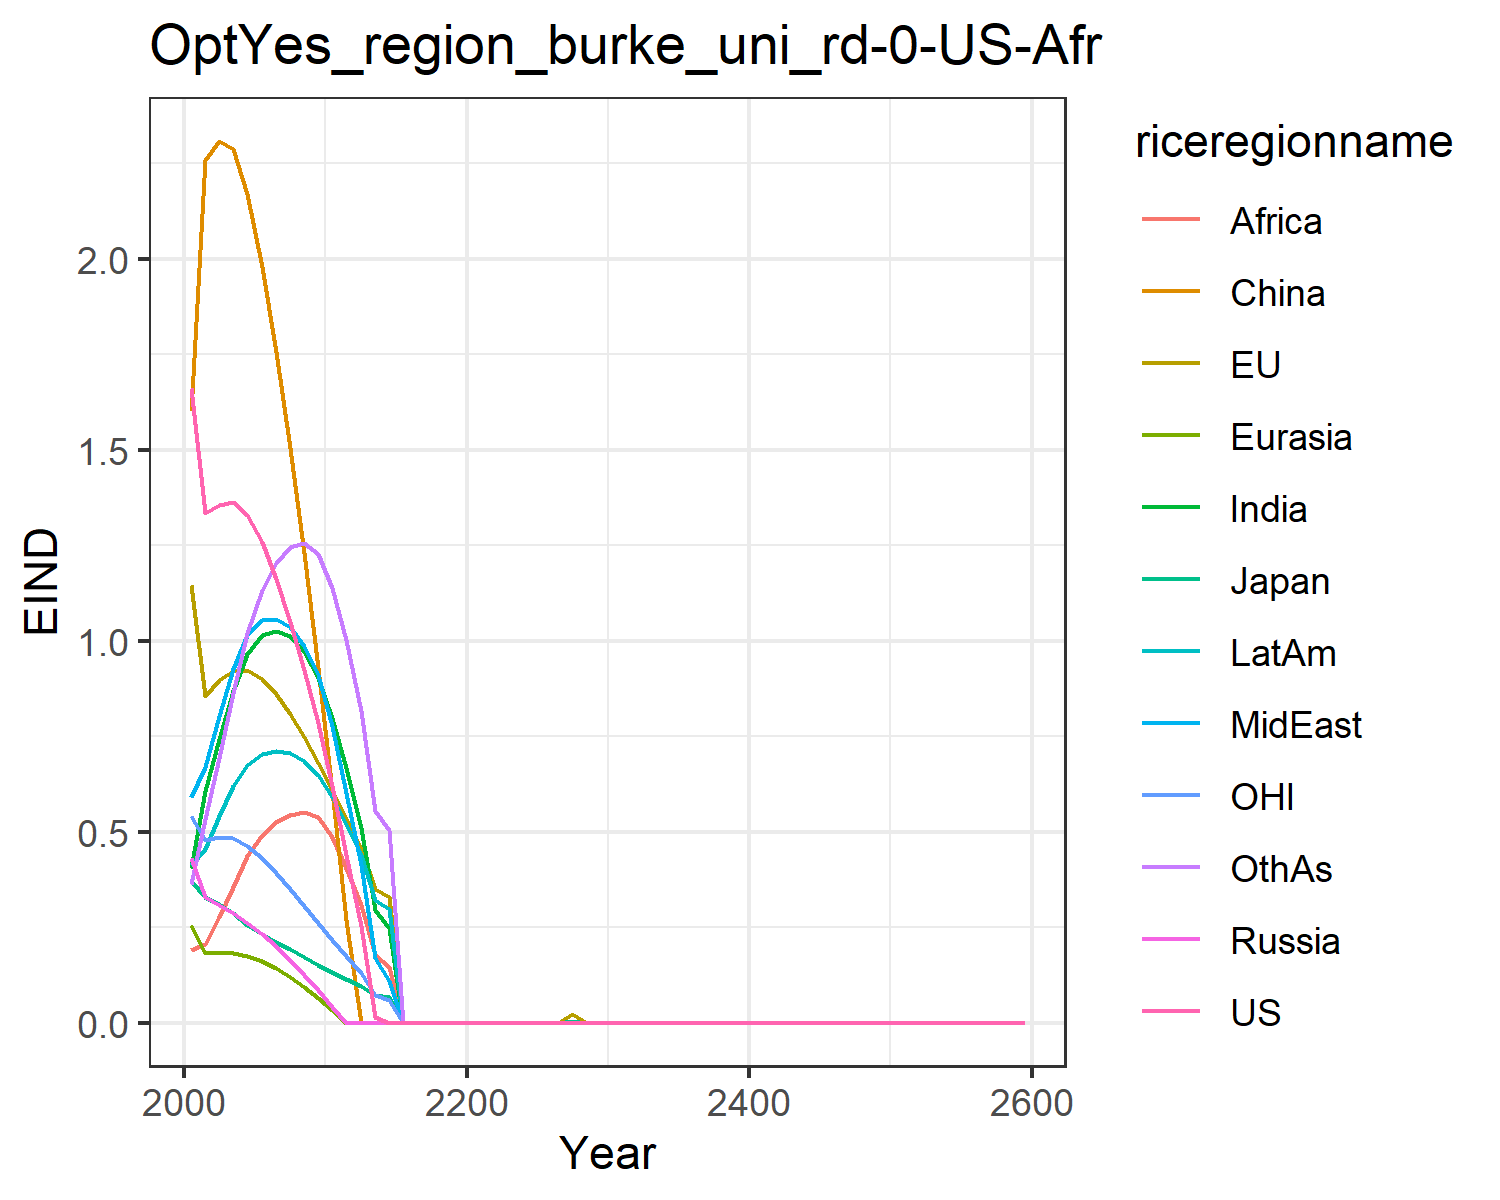 OptYes_region_burke_uni_rd-0-US-Afr
EIND
2.0
1.5
1.0
0.5
0.0
2000
2200
2400
2600
Year
riceregionname
Africa
China
EU
Eurasia
India
Japan
LatAm
MidEast
OHI
OthAs
Russia
US